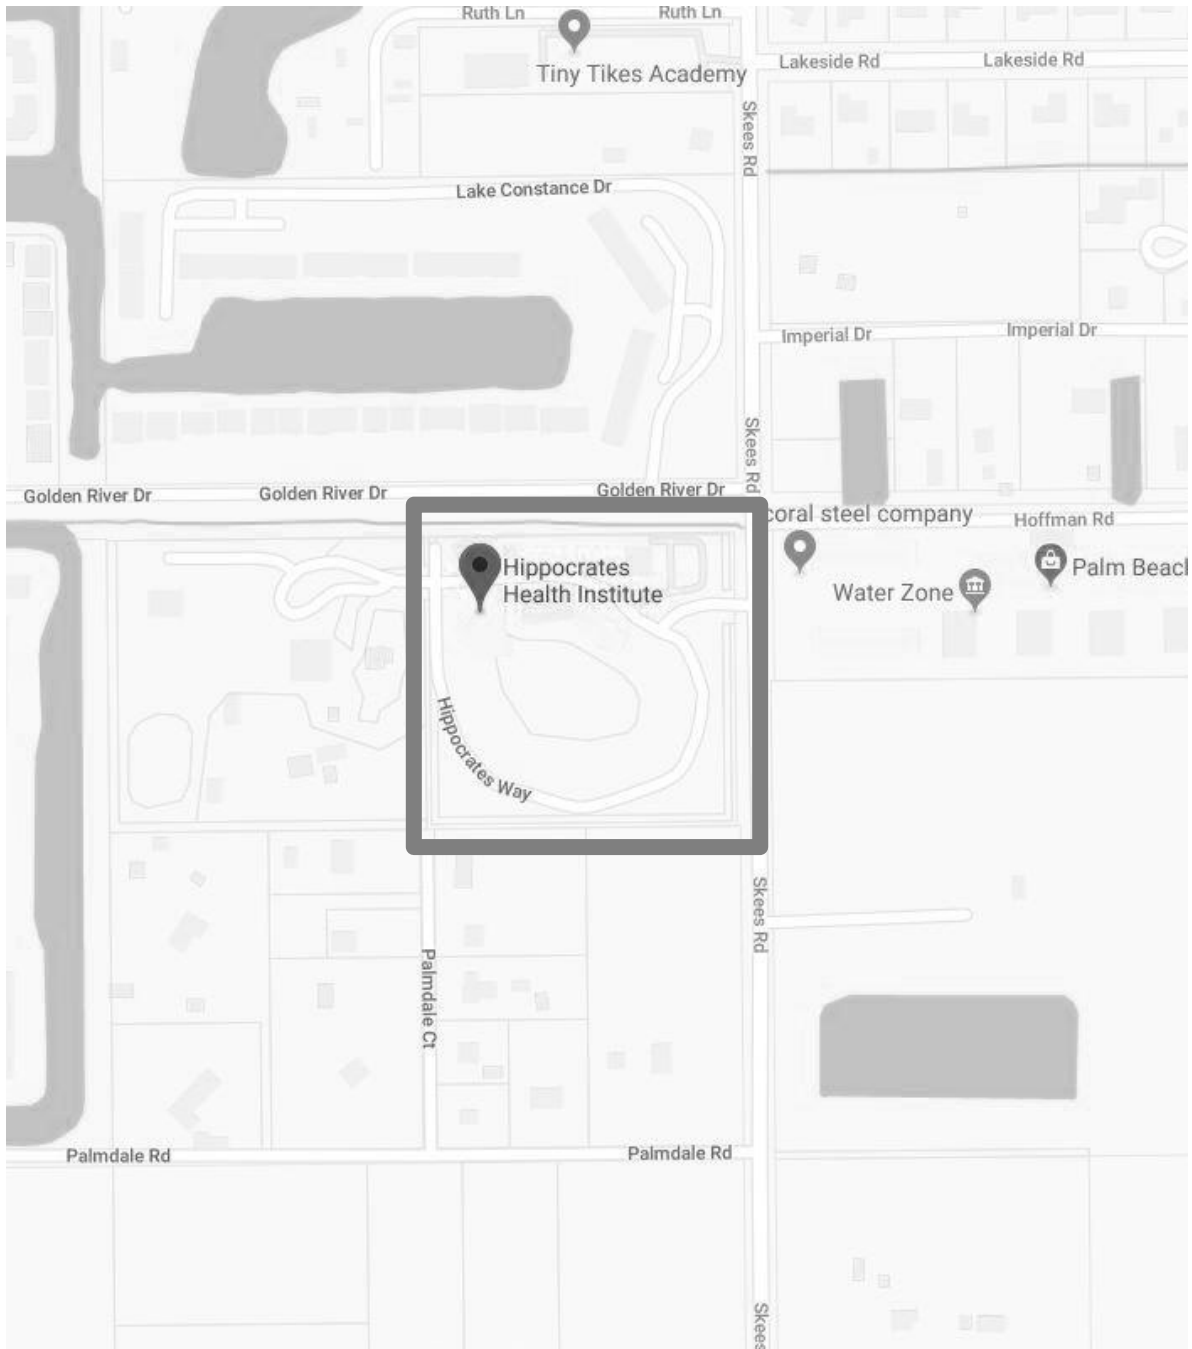 Ruth Ln
Ruth Ln
Tiny Tikes Academy
Lakeside Rd
Lakeside Rd
Skees Rd
Lake Constance Dr
Imperial Dr
Imperial Dr
Skees Rd
Golden River Dr
Golden River Dr
Golden River Dr
coral steel company
Hoffman Rd
Hippocrates
Health Institute
Water Zone
Palm Beach
Hippocrates Way
Skees Rd
Palmdale Ct
Palmdale Rd
Palmdale Rd
Skees